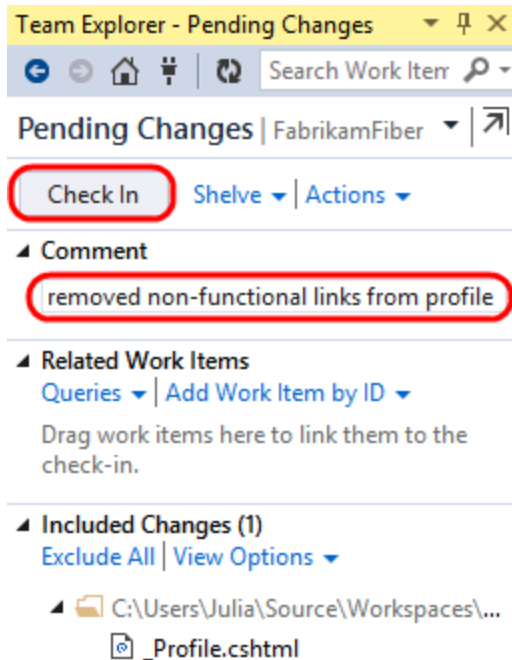 Team Explorer - Pending Changes
Search Work Iten
Pending Changes | FabrikamFiber
Check In Shelve | Actions
Comment
removed non-functional links from profile
Related Work Items
Queries | Add Work Item by ID
Drag work items here to link them to the
check-in.
Included Changes (1)
Exclude All | View Options
C:\Users\Julia\Source\Workspaces\...
_Profile.cshtml